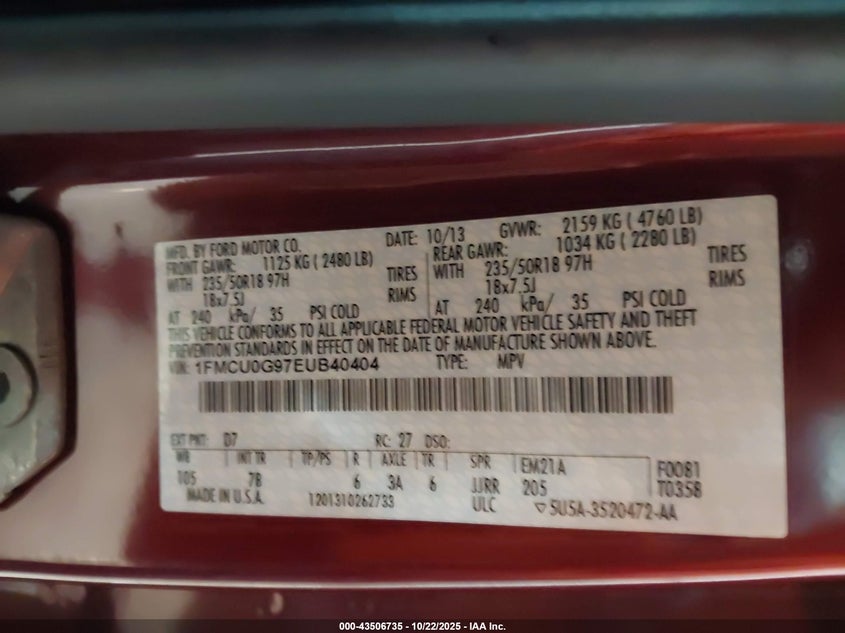 MFD. BY FORD MOTOR CO. DATE: 10/13 GVWR: 2159 KG ( 4760 LB)
FRONT GAWR: 1125 KG ( 2480 LB) REAR GAWR: 1034 KG ( 2280 LB)
WITH 235/50R18 97H TIRES WITH 235/50R18 97H TIRES
18x7.5J RIMS 18x7.5J RIMS
AT 240 kPa/ 35 PSI COLD AT 240 kPa/ 35 PSI COLD
THIS VEHICLE CONFORMS TO ALL APPLICABLE FEDERAL MOTOR VEHICLE SAFETY AND THEFT
PREVENTION STANDARDS IN EFFECT ON THE DATE OF MANUFACTURE SHOWN ABOVE.
VIN: 1FMCU0G97EUB40404 TYPE: MPV
EXT PNT: D7 RC: 27 DSO:
WB INT TR TP/PS R AXLE TR SPR EM21A F0081
105 7B 6 3A 6 JJRR 205 T0358
MADE IN U.S.A. 1201310262733 ULC ▽ 5U5A-3520472-AA
000-43506735 - 10/22/2025 - IAA Inc.